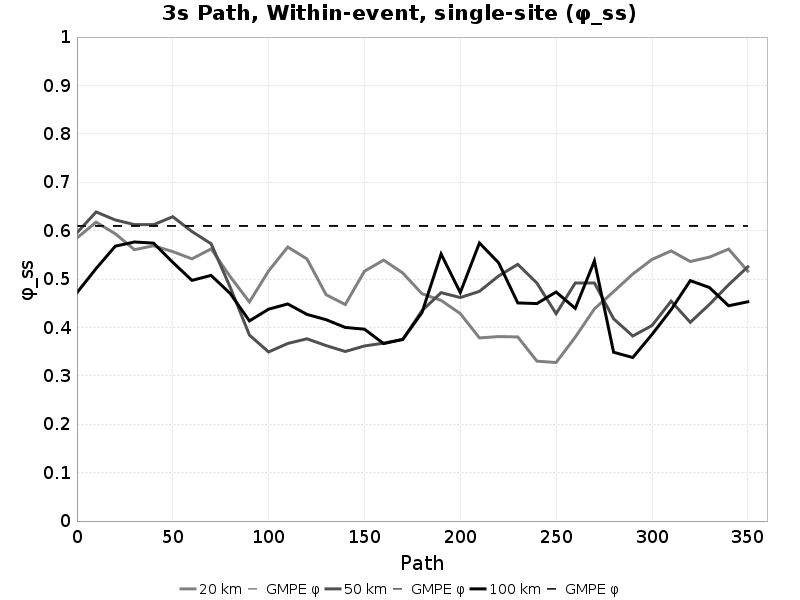 3s Path, Within-event, single-site (φ_ss)
1
0.9
0.8
0.7
0.6
0.5
0.4
0.3
0.2
0.1
0
φ_ss
0 50 100 150 200 250 300 350
Path
20 km GMPE φ 50 km GMPE φ 100 km GMPE φ